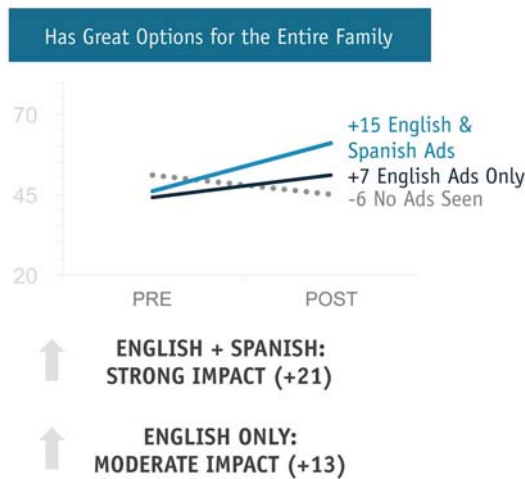 Has Great Options for the Entire Family
70
45
20
+15 English &
Spanish Ads
+7 English Ads Only
-6 No Ads Seen
PRE
POST
ENGLISH + SPANISH:
STRONG IMPACT (+21)
ENGLISH ONLY:
MODERATE IMPACT (+13)